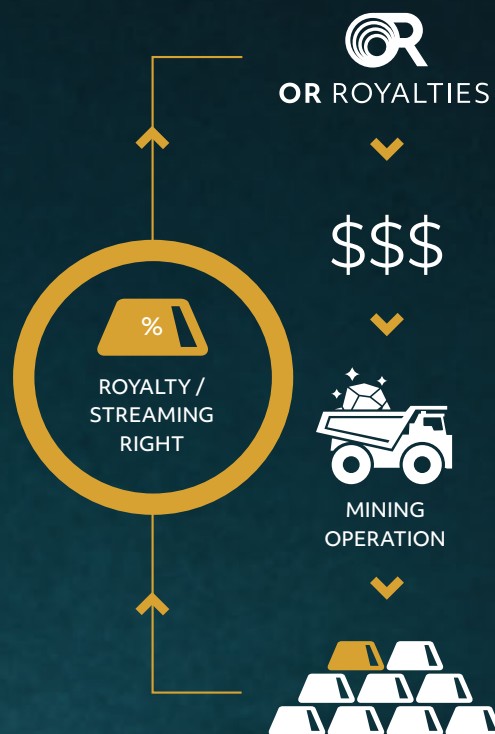 OR
OR ROYALTIES
$$$
%
ROYALTY /
STREAMING
RIGHT
MINING
OPERATION